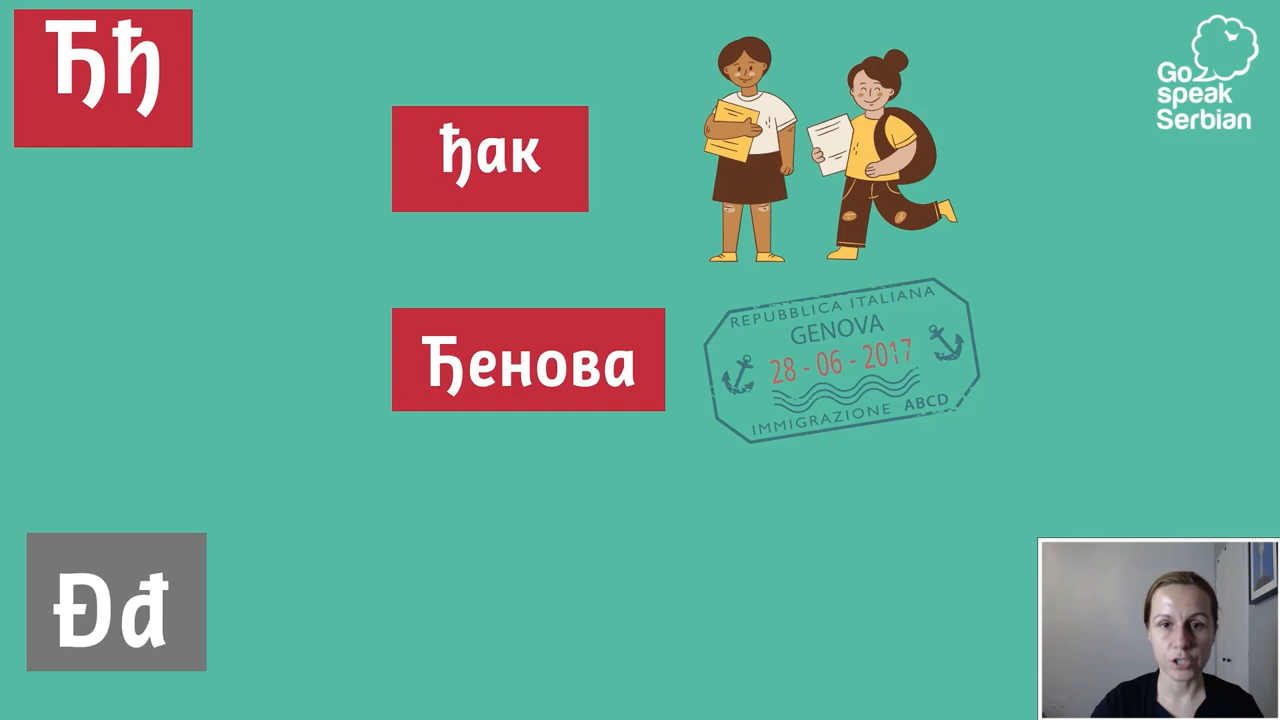 Ђђ
Go
speak
Serbian
ђак
Ђенова
REPUBBLICA ITALIANA
GENOVA
28 - 06 - 2017
IMMIGRAZIONE ABCD
Đđ